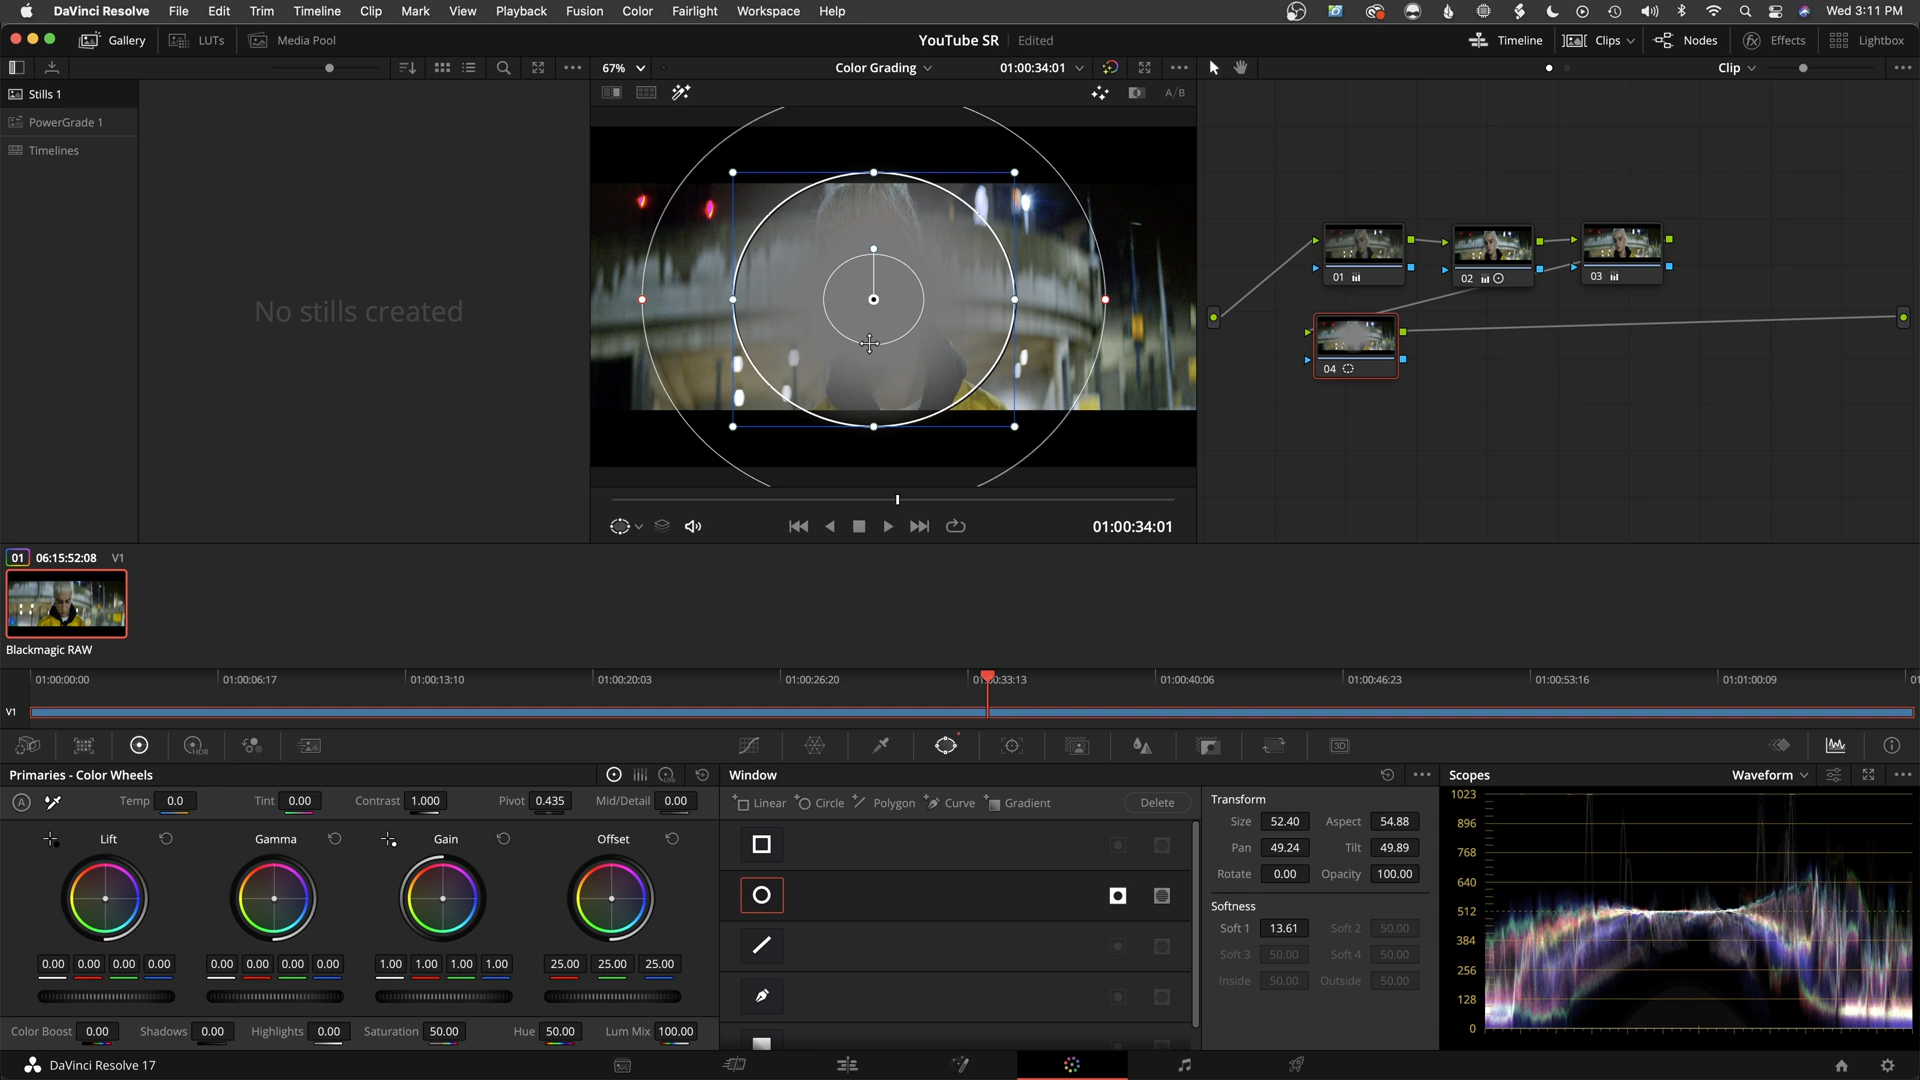 DaVinci Resolve File Edit Trim Timeline Clip Mark View Playback Fusion Color Fairlight Workspace Help Wed 3:11 PM
Gallery LUTs Media Pool YouTube SR Edited Timeline Clips Nodes Effects Lightbox
67% Color Grading 01:00:34:01 Clip
A/B
Stills 1
PowerGrade 1
Timelines
No stills created
01
02
03
04
01:00:34:01
01 06:15:52:08 V1
Blackmagic RAW
01:00:00:00 01:00:06:17 01:00:13:10 01:00:20:03 01:00:26:20 01:00:33:13 01:00:40:06 01:00:46:23 01:00:53:16 01:01:00:09 01
V1
HDR 3D
Primaries - Color Wheels LOG Window Scopes Waveform
A Temp 0.0 Tint 0.00 Contrast 1.000 Pivot 0.435 Mid/Detail 0.00
Linear Circle Polygon Curve Gradient Delete
Lift Gamma Gain Offset
0.00 0.00 0.00 0.00 0.00 0.00 0.00 0.00 1.00 1.00 1.00 1.00 25.00 25.00 25.00
Color Boost 0.00 Shadows 0.00 Highlights 0.00 Saturation 50.00 Hue 50.00 Lum Mix 100.00
Transform
Size 52.40 Aspect 54.88
Pan 49.24 Tilt 49.89
Rotate 0.00 Opacity 100.00
Softness
Soft 1 13.61 Soft 2 50.00
Soft 3 50.00 Soft 4 50.00
Inside 50.00 Outside 50.00
1023
896
768
640
512
384
256
128
0
DaVinci Resolve 17